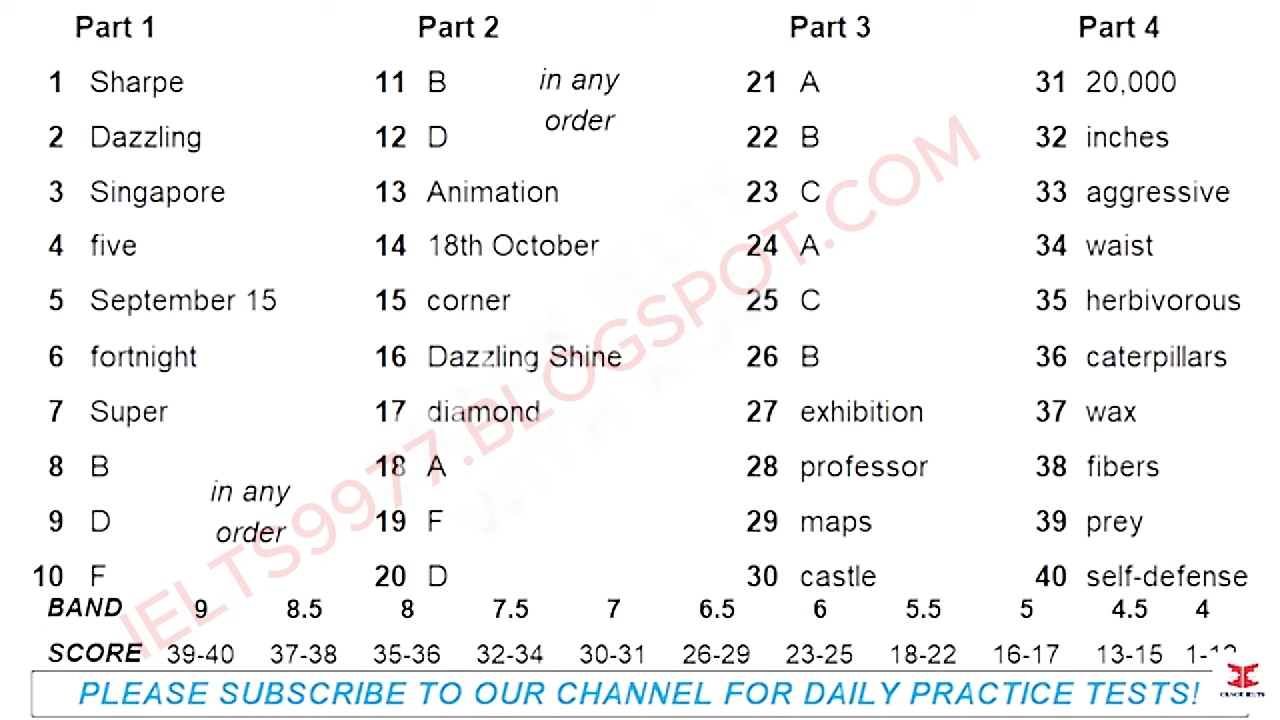 Part 1 Part 2 Part 3 Part 4
1 Sharpe 11 B in any 21 A 31 20,000
order
2 Dazzling 12 D 22 B 32 inches
3 Singapore 13 Animation 23 C 33 aggressive
4 five 14 18th October 24 A 34 waist
5 September 15 15 corner 25 C 35 herbivorous
6 fortnight 16 Dazzling Shine 26 B 36 caterpillars
7 Super 17 diamond 27 exhibition 37 wax
8 B 18 A 28 professor 38 fibers
in any
9 D 19 F 29 maps 39 prey
order
10 F 20 D 30 castle 40 self-defense
BAND 9 8.5 8 7.5 7 6.5 6 5.5 5 4.5 4
SCORE 39-40 37-38 35-36 32-34 30-31 26-29 23-25 18-22 16-17 13-15
PLEASE SUBSCRIBE TO OUR CHANNEL FOR DAILY PRACTICE TESTS!
IELTS9977.BLOGSPOT.COM